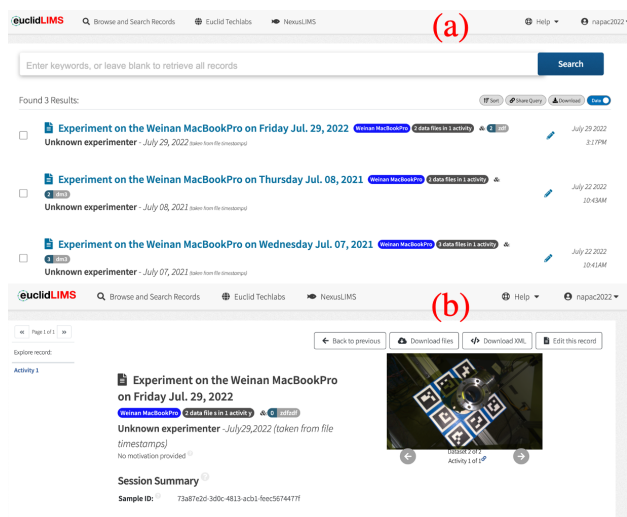 euclidLIMS Browse and Search Records Euclid Techlabs NexusLIMS (a) Help napac2022
Enter keywords, or leave blank to retrieve all records Search
Found 3 Results: Sort Share Query Download Date
Experiment on the Weinan MacBookPro on Friday Jul. 29, 2022 Weinan MacBookPro 2 data files in 1 activity 2 zdf July 29 2022
Unknown experimenter - July 29, 2022 (taken from file timestamps) 3:17PM
Experiment on the Weinan MacBookPro on Thursday Jul. 08, 2021 Weinan MacBookPro 2 data files in 1 activity July 22 2022
2 dm3 10:43AM
Unknown experimenter - July 08, 2021 (taken from file timestamps)
Experiment on the Weinan MacBookPro on Wednesday Jul. 07, 2021 Weinan MacBookPro 3 data files in 1 activity July 22 2022
3 dm3 10:41AM
Unknown experimenter - July 07, 2021 (taken from file timestamps)
euclidLIMS Browse and Search Records Euclid Techlabs NexusLIMS (b) Help napac2022
Page 1 of 1
Back to previous Download files Download XML Edit this record
Explore record:
Activity 1
Experiment on the Weinan MacBookPro
on Friday Jul. 29, 2022
Weinan MacBookPro 2 data file s in 1 activit y 0 zdfzdf
Unknown experimenter -July29,2022 (taken from file
timestamps)
No motivation provided
Dataset 2 of 2
Activity 1 of 1
Session Summary
Sample ID: 73a87e2d-3d0c-4813-acb1-feec5674477f